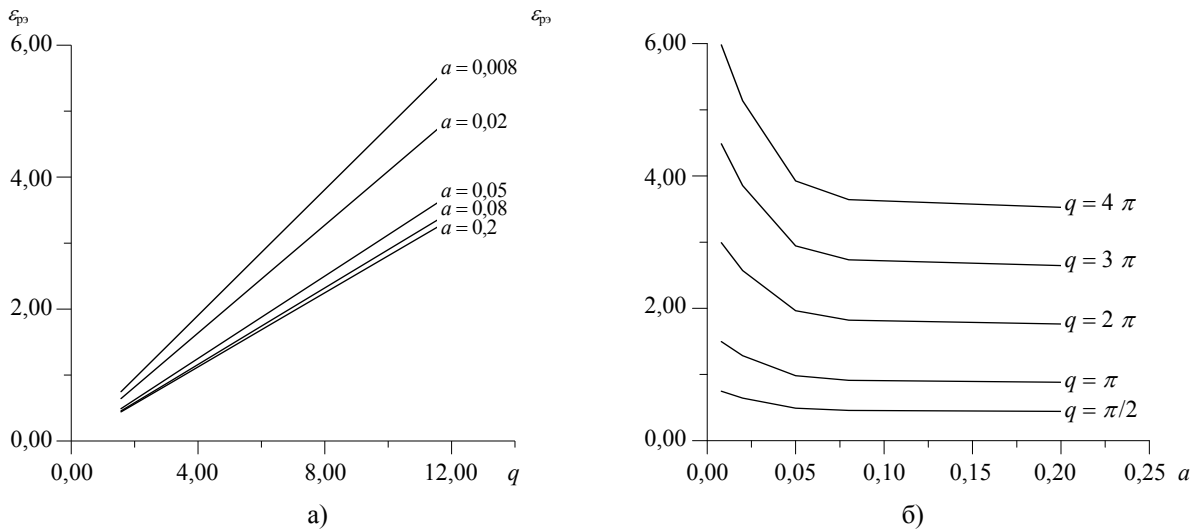 εрэ
6,00
4,00
2,00
0,00
a = 0,008
a = 0,02
a = 0,05
a = 0,08
a = 0,2
0,00 4,00 8,00 12,00 q
а)
εрэ
6,00
4,00
2,00
0,00
q = 4 π
q = 3 π
q = 2 π
q = π
q = π/2
0,00 0,05 0,10 0,15 0,20 0,25 a
б)